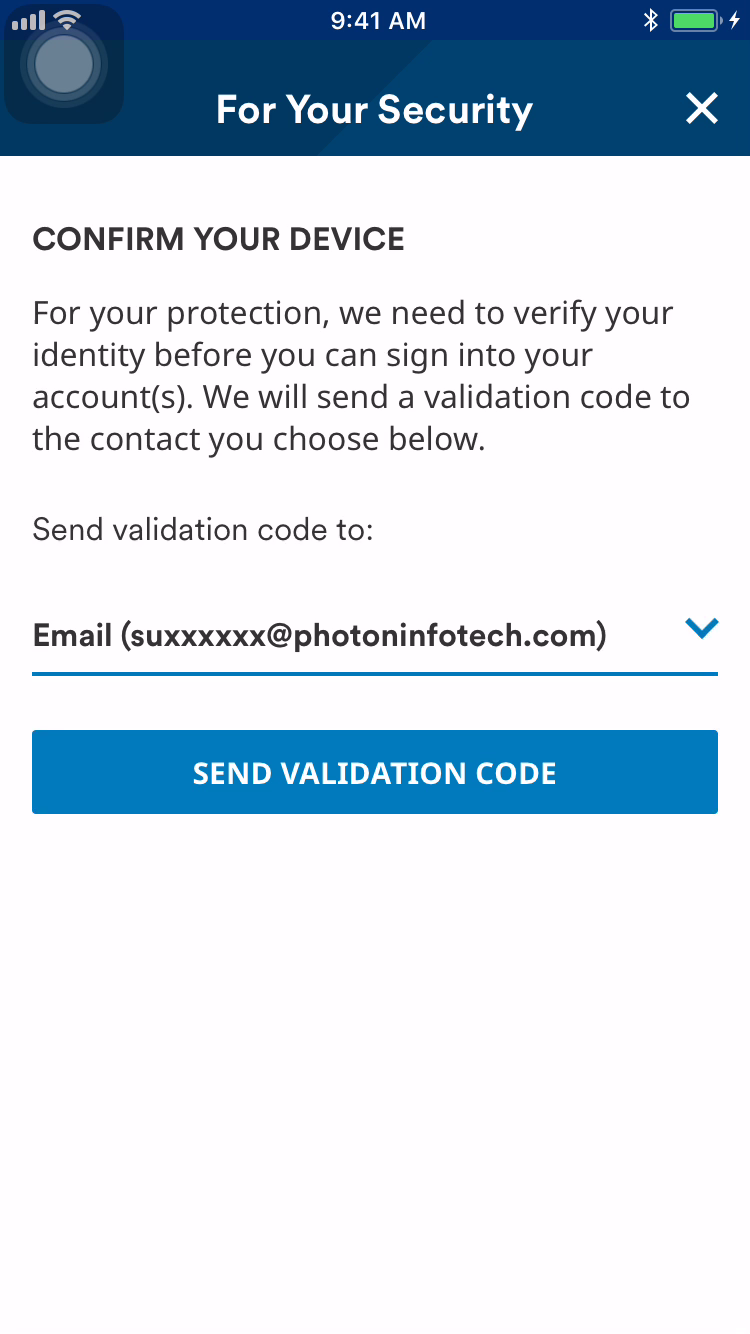 9:41 AM
For Your Security
CONFIRM YOUR DEVICE
For your protection, we need to verify your
identity before you can sign into your
account(s). We will send a validation code to
the contact you choose below.
Send validation code to:
Email (suxxxxxx@photoninfotech.com)
SEND VALIDATION CODE